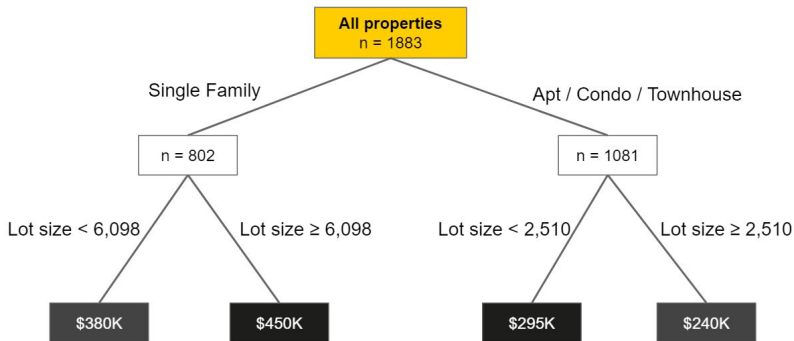 All properties
n = 1883
Single Family
Apt / Condo / Townhouse
n = 802
n = 1081
Lot size < 6,098
Lot size ≥ 6,098
Lot size < 2,510
Lot size ≥ 2,510
$380K
$450K
$295K
$240K